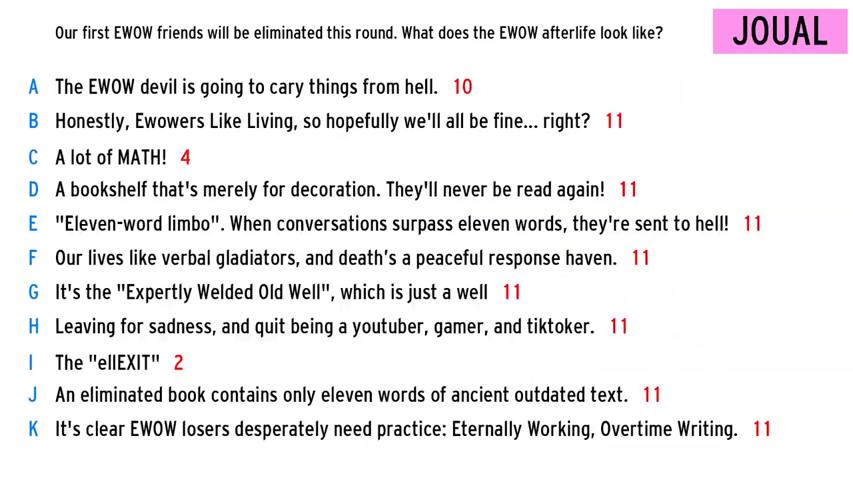 Our first EWOW friends will be eliminated this round. What does the EWOW afterlife look like?
JOUAL
A The EWOW devil is going to cary things from hell. 10
B Honestly, Ewowers Like Living, so hopefully we'll all be fine... right? 11
C A lot of MATH! 4
D A bookshelf that's merely for decoration. They'll never be read again! 11
E "Eleven-word limbo". When conversations surpass eleven words, they're sent to hell! 11
F Our lives like verbal gladiators, and death's a peaceful response haven. 11
G It's the "Expertly Welded Old Well", which is just a well 11
H Leaving for sadness, and quit being a youtuber, gamer, and tiktoker. 11
I The "ellEXIT" 2
J An eliminated book contains only eleven words of ancient outdated text. 11
K It's clear EWOW losers desperately need practice: Eternally Working, Overtime Writing. 11